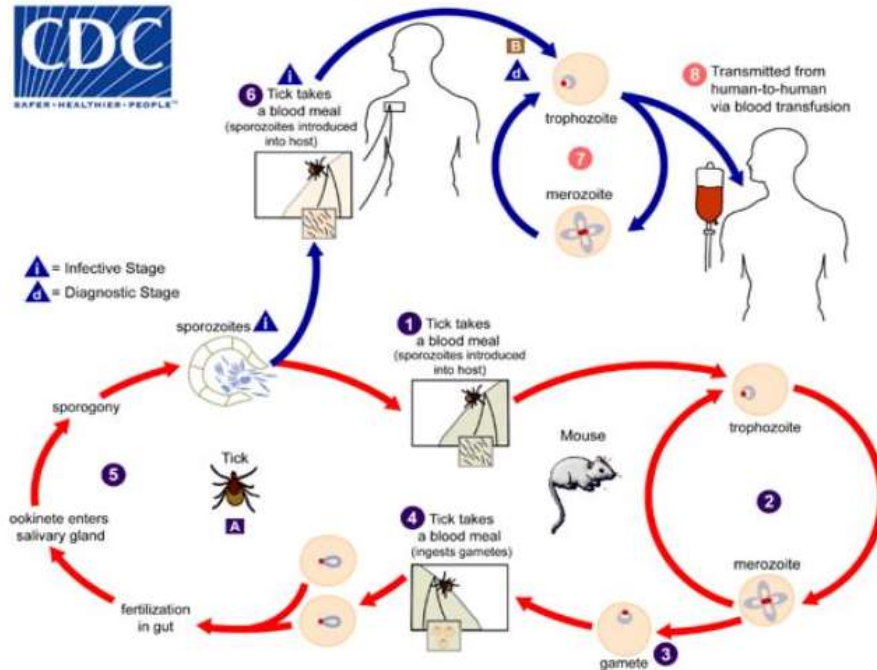 CDC
SAFER • HEALTHIER • PEOPLE™
i
6 Tick takes
a blood meal
(sporozoites introduced
into host)
B
d
trophozoite
8 Transmitted from
human-to-human
via blood transfusion
7
merozoite
i = Infective Stage
d = Diagnostic Stage
sporozoites i
1 Tick takes
a blood meal
(sporozoites introduced
into host)
trophozoite
sporogony
Mouse
5
Tick
A
2
ookinete enters
salivary gland
4 Tick takes
a blood meal
(ingests gametes)
merozoite
fertilization
in gut
gamete 3